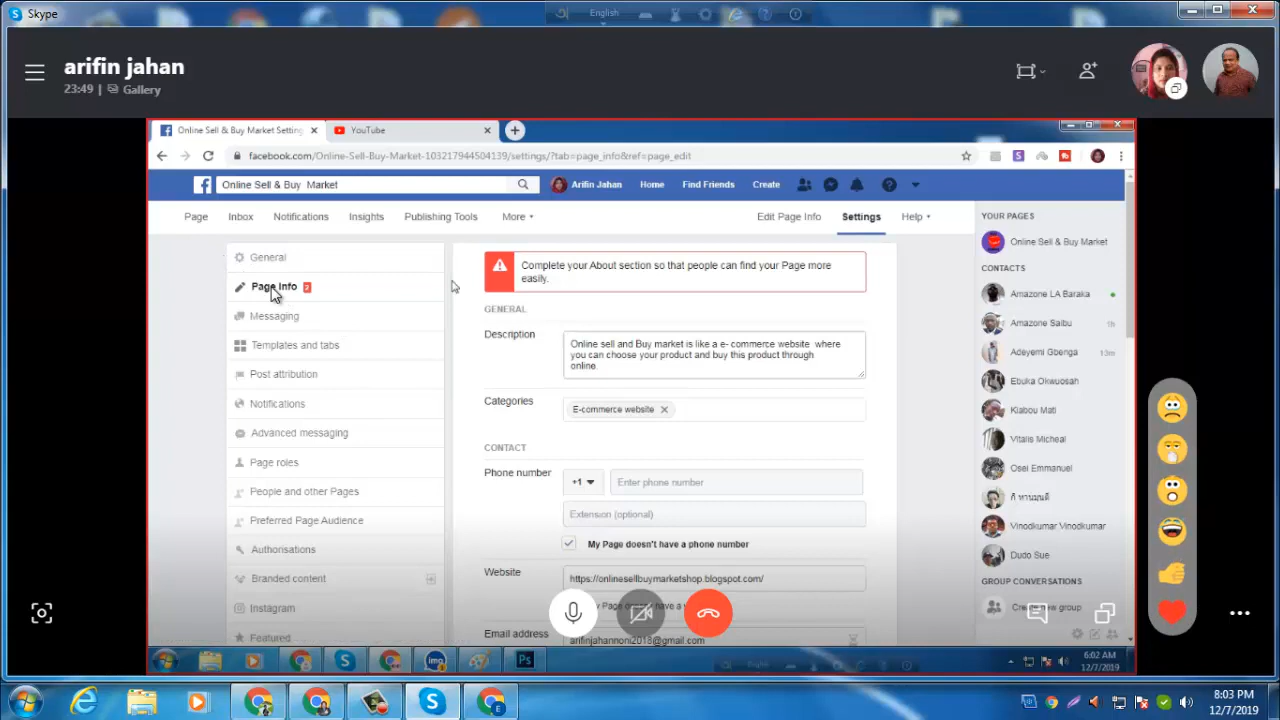 Skype
English
arifin jahan
23:49 | Gallery
Online Sell & Buy Market Setting
YouTube
facebook.com/Online-Sell-Buy-Market-103217944504139/settings/?tab=page_info&ref=page_edit
Online Sell & Buy Market
Arifin Jahan Home Find Friends Create
Page Inbox Notifications Insights Publishing Tools More Edit Page Info Settings Help
General
Page Info 2
Messaging
Templates and tabs
Post attribution
Notifications
Advanced messaging
Page roles
People and other Pages
Preferred Page Audience
Authorisations
Branded content
Instagram
Featured
Complete your About section so that people can find your Page more
easily.
GENERAL
Description
Online sell and Buy market is like a e- commerce website where
you can choose your product and buy this product through
online.
Categories
E-commerce website
CONTACT
Phone number
+1 Enter phone number
Extension (optional)
My Page doesn't have a phone number
Website
https://onlinesellbuymarketshop.blogspot.com/
Page doesn't have a
Email address
arifinjahannoni2018@gmail.com
YOUR PAGES
Online Sell & Buy Market
CONTACTS
Amazone LA Baraka
Amazone Saibu 1h
Adeyemi Gbenga 13m
Ebuka Okwuosah
Kiabou Mati
Vitalis Micheal
Osei Emmanuel
Vinodkumar Vinodkumar
Dudo Sue
GROUP CONVERSATIONS
Create new group
English
6:02 AM
12/7/2019
8:03 PM
12/7/2019